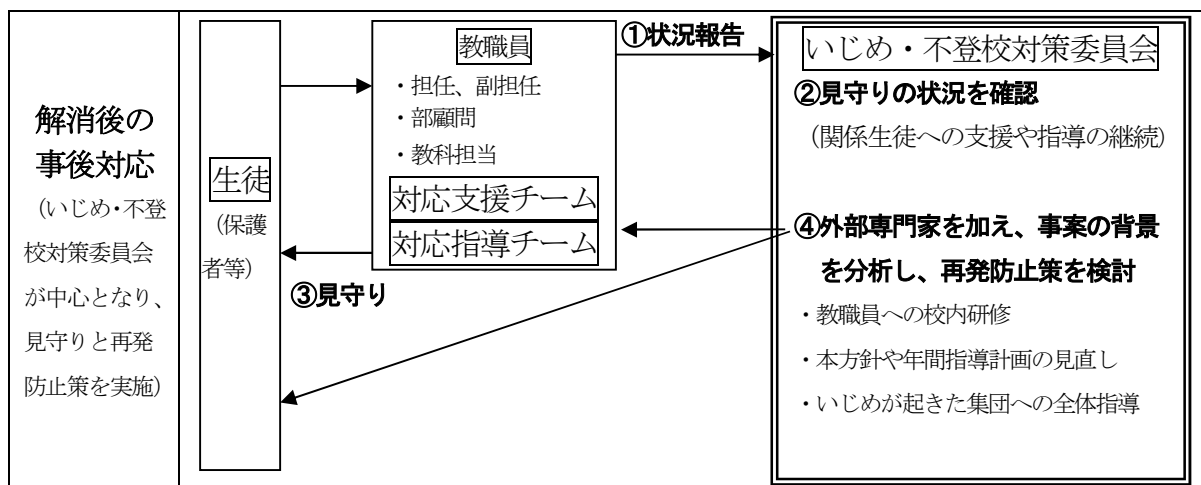 解消後の
事後対応
（いじめ・不登
校対策委員会
が中心となり、
見守りと再発
防止策を実施）
生徒
（保護
者等）
教職員
・担任、副担任
・部顧問
・教科担当
対応支援チーム
対応指導チーム
①状況報告
③見守り
いじめ・不登校対策委員会
②見守りの状況を確認
（関係生徒への支援や指導の継続）
④外部専門家を加え、事案の背景
を分析し、再発防止策を検討
・教職員への校内研修
・本方針や年間指導計画の見直し
・いじめが起きた集団への全体指導